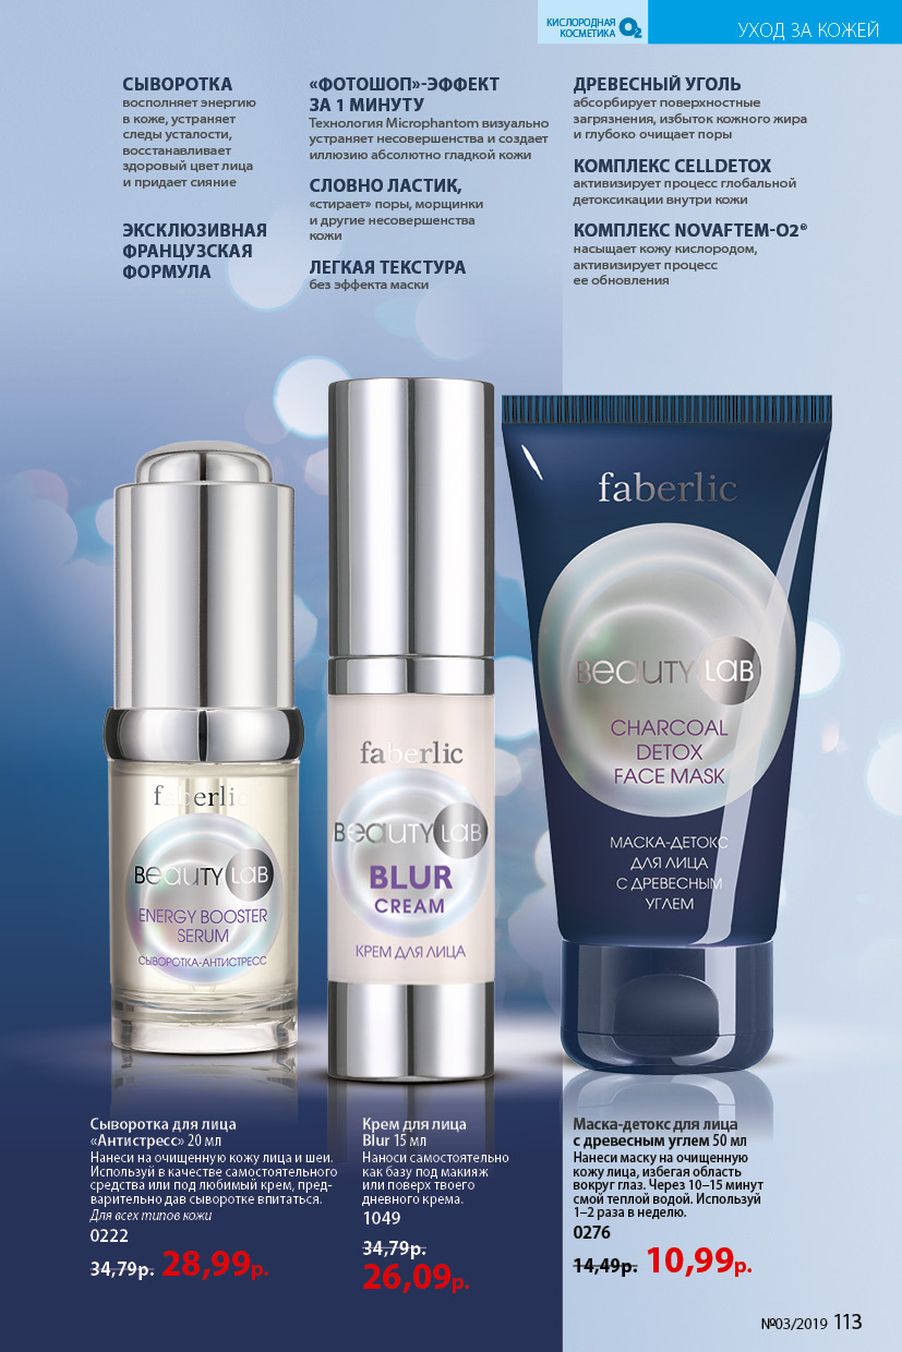 КИСЛОРОДНАЯ
КОСМЕТИКА O2
УХОД ЗА КОЖЕЙ
СЫВОРОТКА
восполняет энергию
в коже, устраняет
следы усталости,
восстанавливает
здоровый цвет лица
и придает сияние
ЭКСКЛЮЗИВНАЯ
ФРАНЦУЗСКАЯ
ФОРМУЛА
«ФОТОШОП»-ЭФФЕКТ
ЗА 1 МИНУТУ
Технология Microphantom визуально
устраняет несовершенства и создает
иллюзию абсолютно гладкой кожи
СЛОВНО ЛАСТИК,
«стирает» поры, морщинки
и другие несовершенства
кожи
ЛЕГКАЯ ТЕКСТУРА
без эффекта маски
ДРЕВЕСНЫЙ УГОЛЬ
абсорбирует поверхностные
загрязнения, избыток кожного жира
и глубоко очищает поры
КОМПЛЕКС CELLDETOX
активизирует процесс глобальной
детоксикации внутри кожи
КОМПЛЕКС NOVAFTEM-O2®
насыщает кожу кислородом,
активизирует процесс
ее обновления
faberlic
BEAUTY LAB
ENERGY BOOSTER
SERUM
СЫВОРОТКА-АНТИСТРЕСС
faberlic
BEAUTY LAB
BLUR
CREAM
КРЕМ ДЛЯ ЛИЦА
faberlic
BEAUTY LAB
CHARCOAL
DETOX
FACE MASK
МАСКА-ДЕТОКС
ДЛЯ ЛИЦА
С ДРЕВЕСНЫМ
УГЛЕМ
Сыворотка для лица
«Антистресс» 20 мл
Нанеси на очищенную кожу лица и шеи.
Используй в качестве самостоятельного
средства или под любимый крем, пред-
варительно дав сыворотке впитаться.
Для всех типов кожи
0222
34,79р. 28,99р.
Крем для лица
Blur 15 мл
Наноси самостоятельно
как базу под макияж
или поверх твоего
дневного крема.
1049
34,79р.
26,09р.
Маска-детокс для лица
с древесным углем 50 мл
Нанеси маску на очищенную
кожу лица, избегая область
вокруг глаз. Через 10–15 минут
смой теплой водой. Используй
1–2 раза в неделю.
0276
14,49р. 10,99р.
№03/2019 113